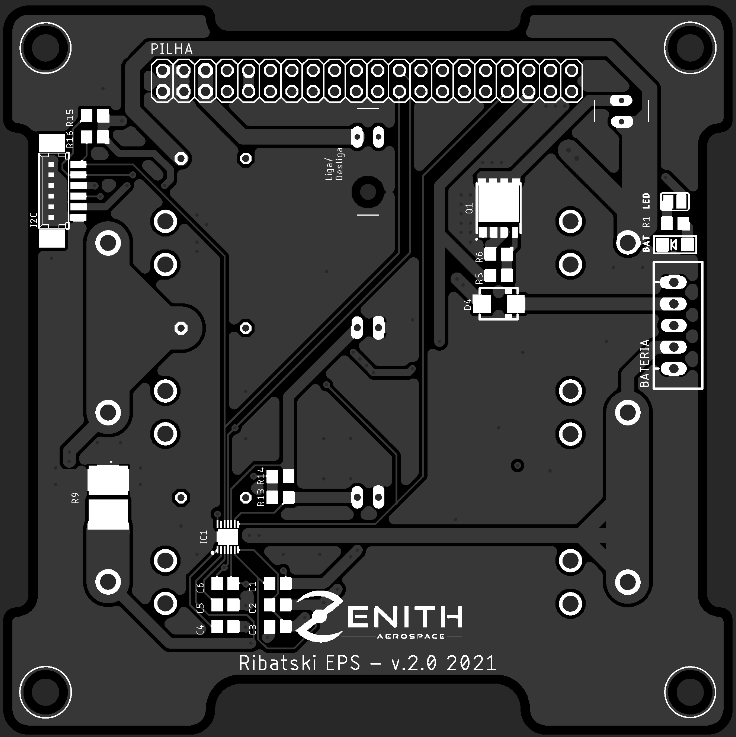 PILHA
R15
R16
I2C
Liga/
Desliga
Q1
R6
R5
D4
LED
R1
BAT
BATERIA
R9
R14
R13
IC1
C6
C5
C4
C1
C2
C3
ZENITH
AEROSPACE
Ribatski EPS – v.2.0 2021